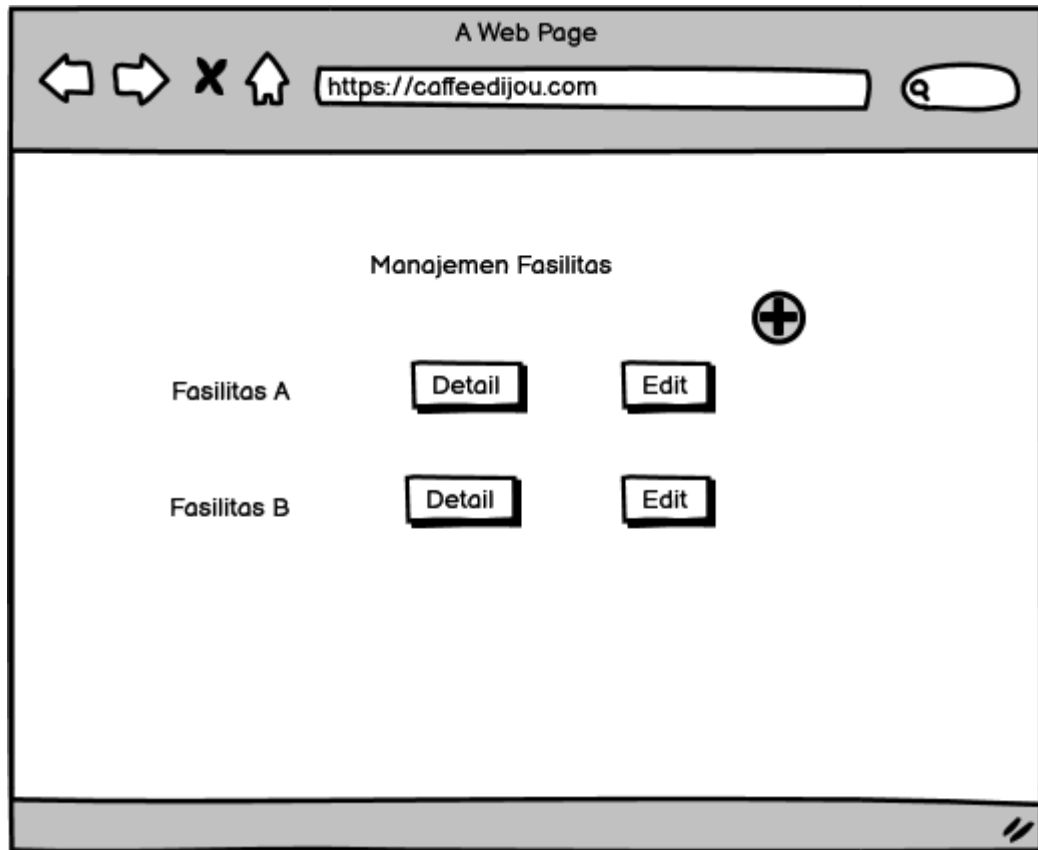 A Web Page
https://caffeedijou.com
Manajemen Fasilitas
Fasilitas A Detail Edit
Fasilitas B Detail Edit